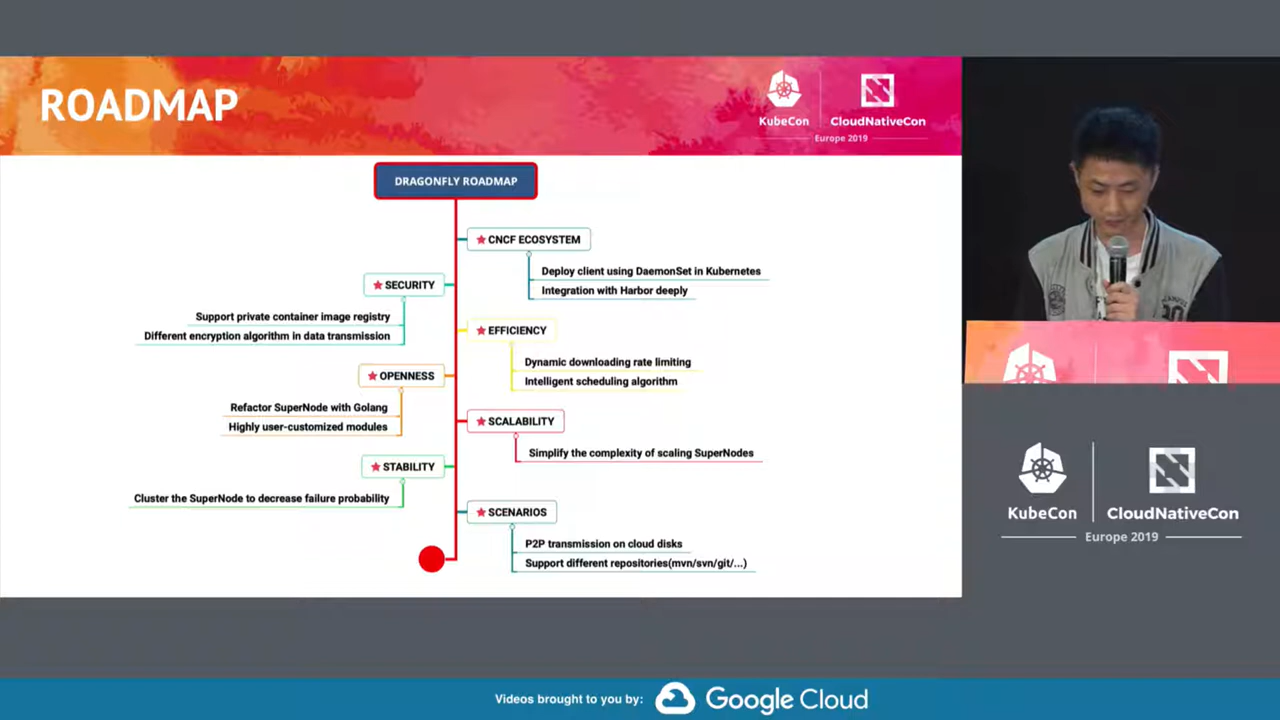 ROADMAP
KubeCon
CloudNativeCon
Europe 2019
DRAGONFLY ROADMAP
CNCF ECOSYSTEM
Deploy client using DaemonSet in Kubernetes
Integration with Harbor deeply
SECURITY
Support private container image registry
Different encryption algorithm in data transmission
EFFICIENCY
Dynamic downloading rate limiting
Intelligent scheduling algorithm
OPENNESS
Refactor SuperNode with Golang
Highly user-customized modules
SCALABILITY
Simplify the complexity of scaling SuperNodes
STABILITY
Cluster the SuperNode to decrease failure probability
SCENARIOS
P2P transmission on cloud disks
Support different repositories(mvn/svn/git/...)
KubeCon
CloudNativeCon
Europe 2019
Videos brought to you by:
Google Cloud